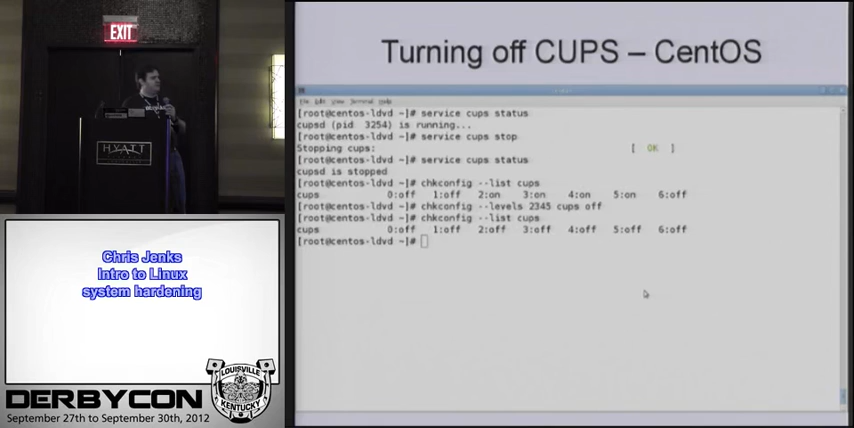 EXIT
HYATT
Chris Jenks
Intro to Linux
system hardening
LOUISVILLE
KENTUCKY
DERBYCON
September 27th to September 30th, 2012
Turning off CUPS – CentOS
File Edit View Terminal Help
[root@centos-ldvd ~]# service cups status
cupsd (pid 3254) is running...
[root@centos-ldvd ~]# service cups stop
Stopping cups: [ OK ]
[root@centos-ldvd ~]# service cups status
cupsd is stopped
[root@centos-ldvd ~]# chkconfig --list cups
cups 0:off 1:off 2:on 3:on 4:on 5:on 6:off
[root@centos-ldvd ~]# chkconfig --levels 2345 cups off
[root@centos-ldvd ~]# chkconfig --list cups
cups 0:off 1:off 2:off 3:off 4:off 5:off 6:off
[root@centos-ldvd ~]#